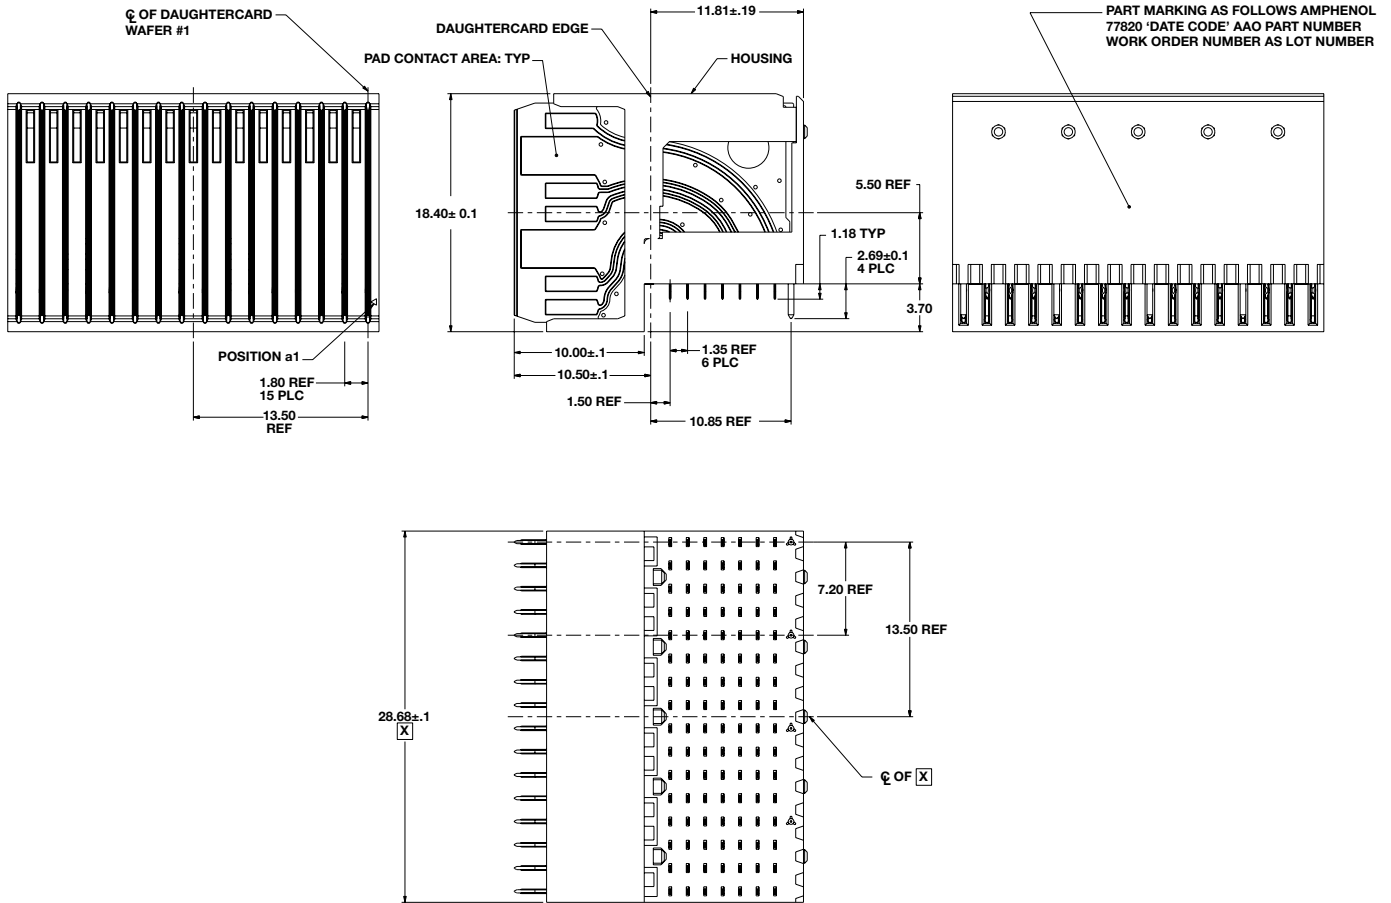 ℄ OF DAUGHTERCARD
WAFER #1
POSITION a1
1.80 REF
15 PLC
13.50
REF
11.81±.19
DAUGHTERCARD EDGE
PAD CONTACT AREA: TYP
HOUSING
18.40± 0.1
5.50 REF
1.18 TYP
2.69±0.1
4 PLC
3.70
10.00±.1
10.50±.1
1.35 REF
6 PLC
1.50 REF
10.85 REF
PART MARKING AS FOLLOWS AMPHENOL
77820 ‘DATE CODE’ AAO PART NUMBER
WORK ORDER NUMBER AS LOT NUMBER
7.20 REF
13.50 REF
28.68±.1
X
℄ OF X